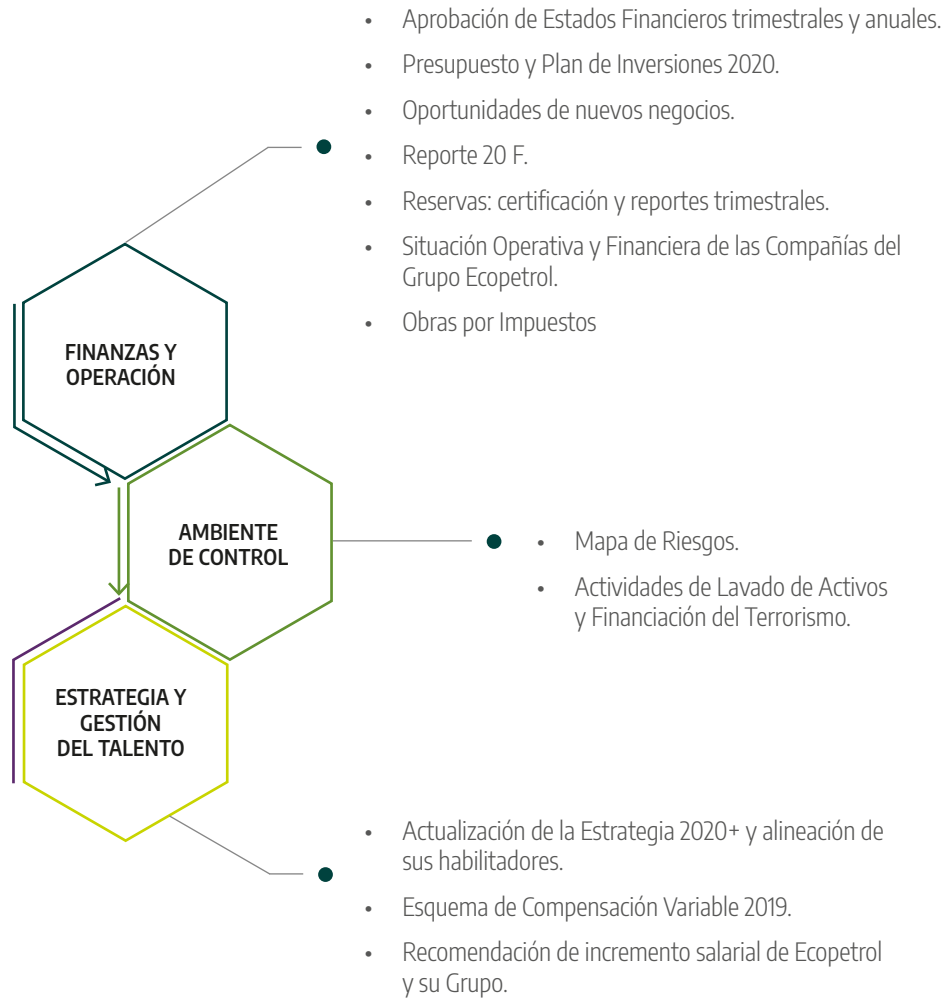 • Aprobación de Estados Financieros trimestrales y anuales.
• Presupuesto y Plan de Inversiones 2020.
• Oportunidades de nuevos negocios.
• Reporte 20 F.
• Reservas: certificación y reportes trimestrales.
• Situación Operativa y Financiera de las Compañías del
Grupo Ecopetrol.
• Obras por Impuestos
FINANZAS Y
OPERACIÓN
AMBIENTE
DE CONTROL
• Mapa de Riesgos.
• Actividades de Lavado de Activos
y Financiación del Terrorismo.
ESTRATEGIA Y
GESTIÓN
DEL TALENTO
• Actualización de la Estrategia 2020+ y alineación de
sus habilitadores.
• Esquema de Compensación Variable 2019.
• Recomendación de incremento salarial de Ecopetrol
y su Grupo.